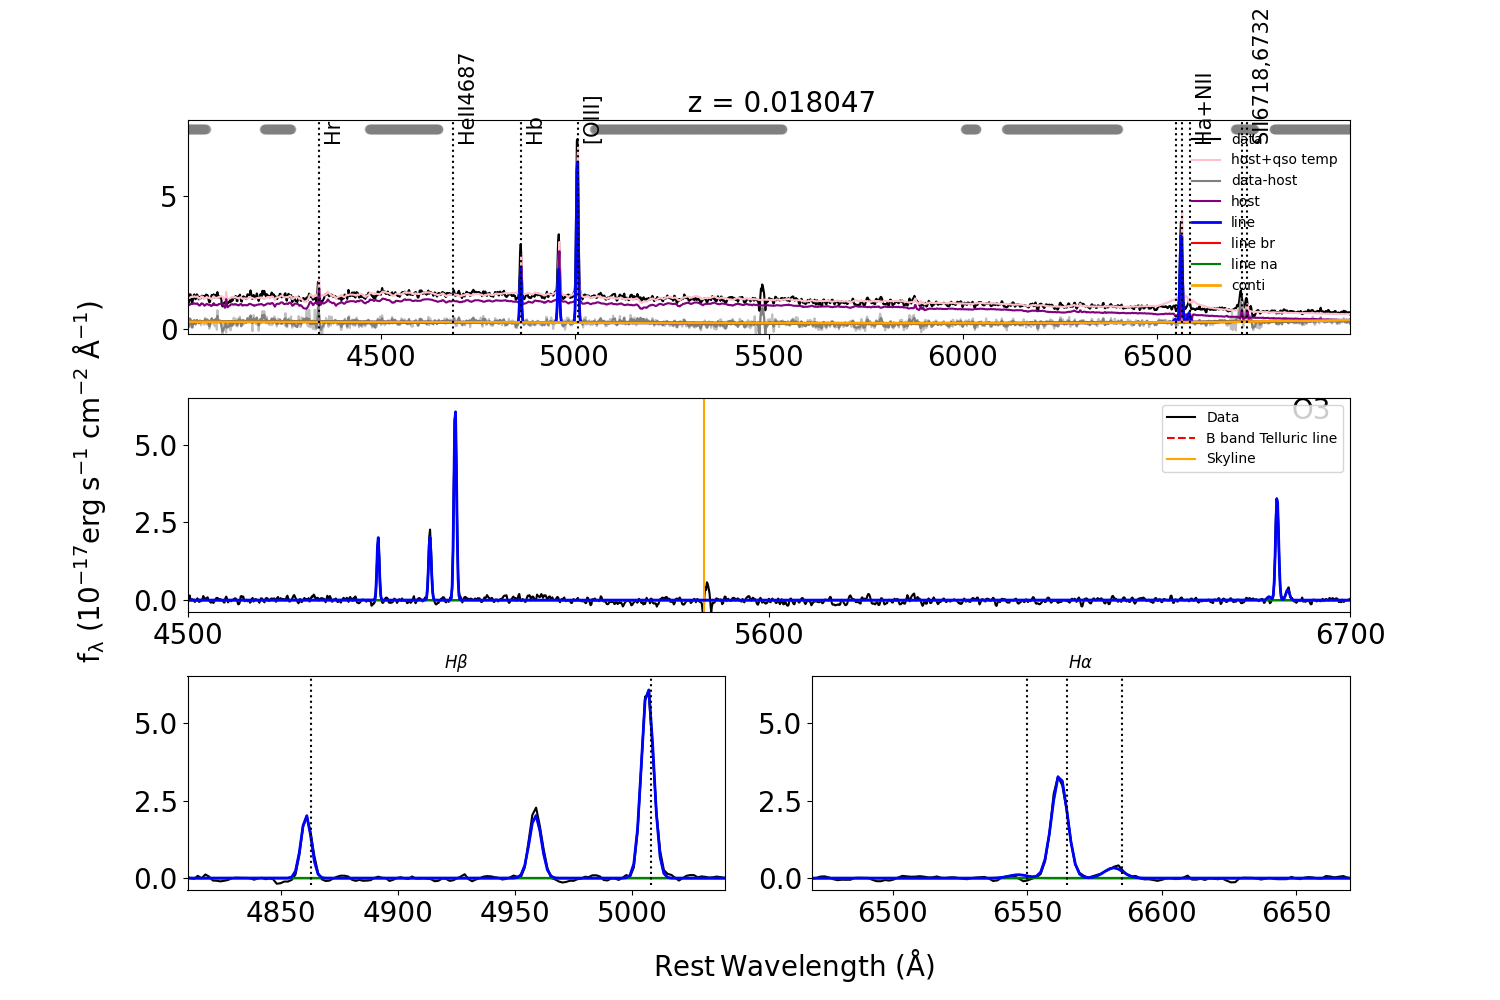 z = 0.018047
Hr
HeII4687
Hb
[OIII]
Ha+NII
SII6718,6732
data
host+qso temp
data-host
host
line
line br
line na
conti
5
0
4500
5000
5500
6000
6500
O3
Data
B band Telluric line
Skyline
5.0
2.5
0.0
4500
5600
6700
fλ (10−17erg s−1 cm−2 Å−1)
Hβ
5.0
2.5
0.0
4850
4900
4950
5000
Hα
5.0
2.5
0.0
6500
6550
6600
6650
Rest Wavelength (Å)